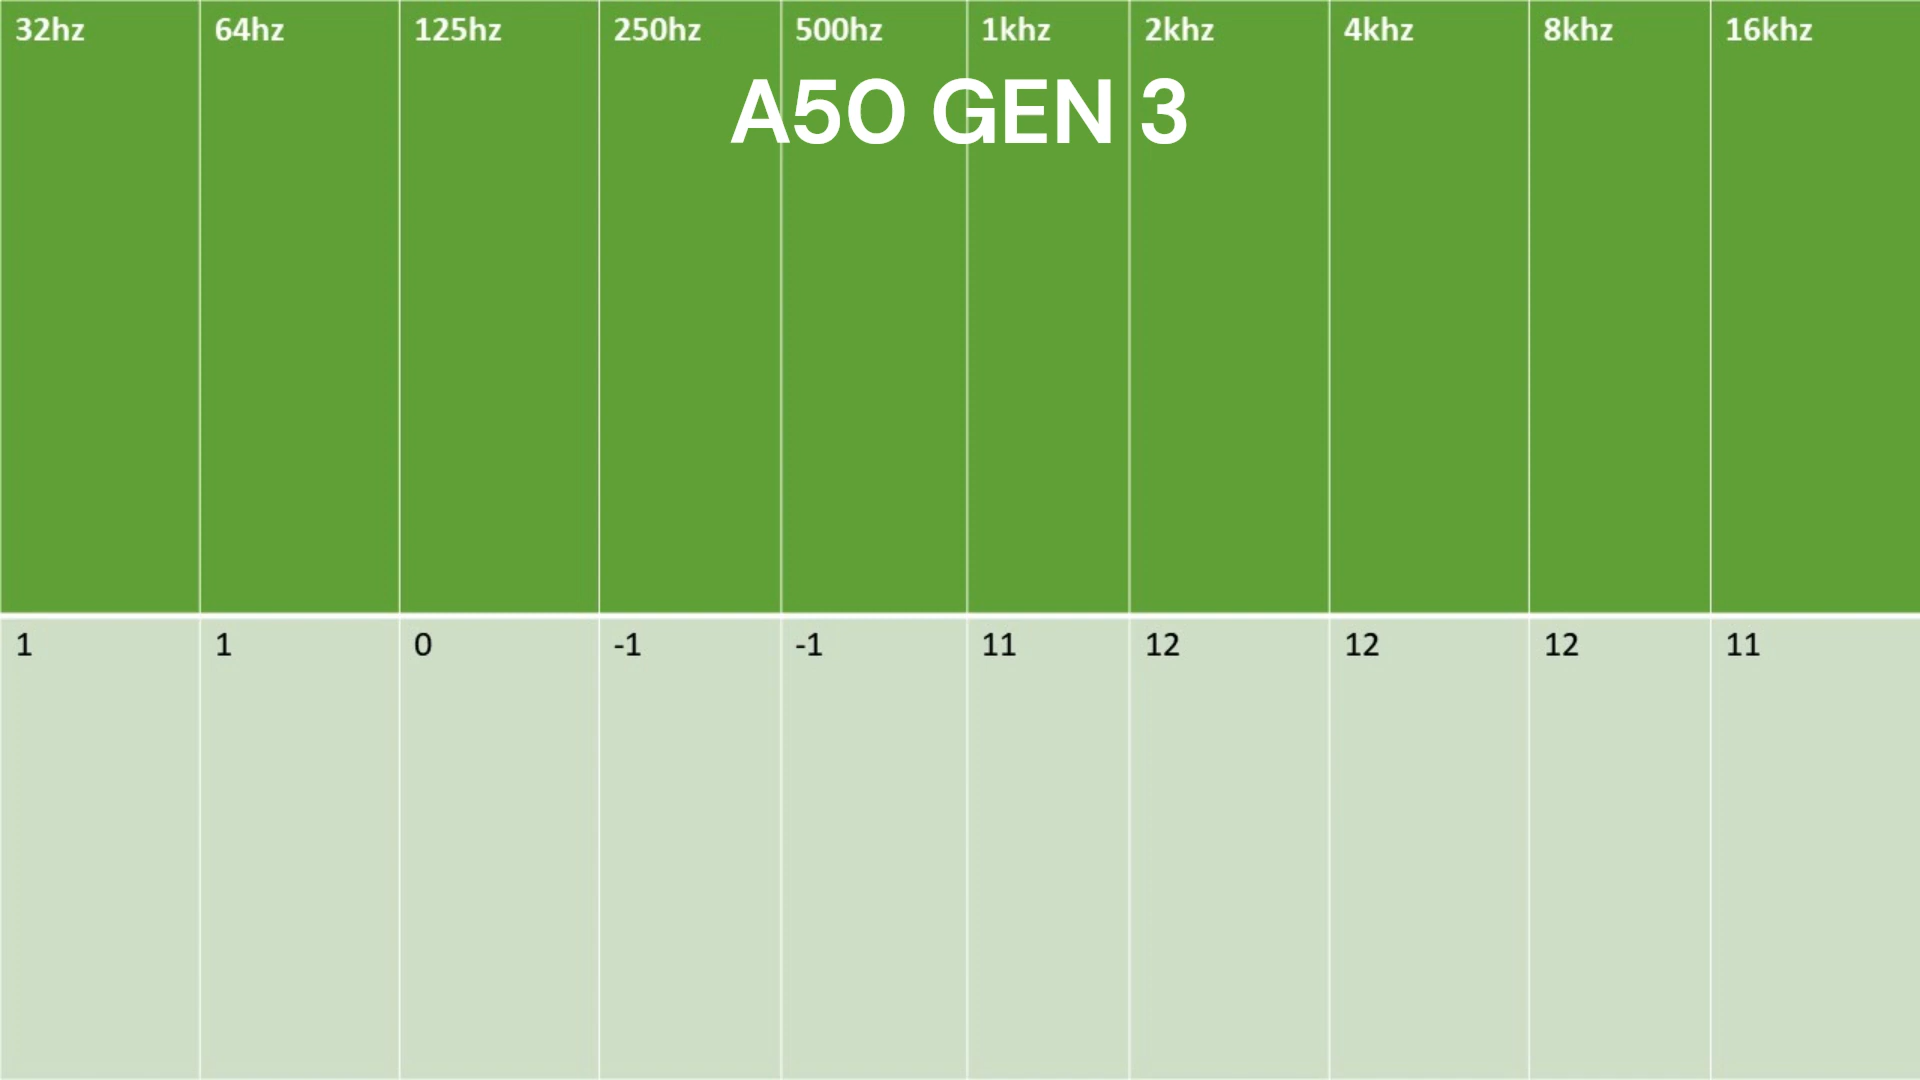 32hz 64hz 125hz 250hz 500hz 1khz 2khz 4khz 8khz 16khz
A50 GEN 3
1 1 0 -1 -1 11 12 12 12 11